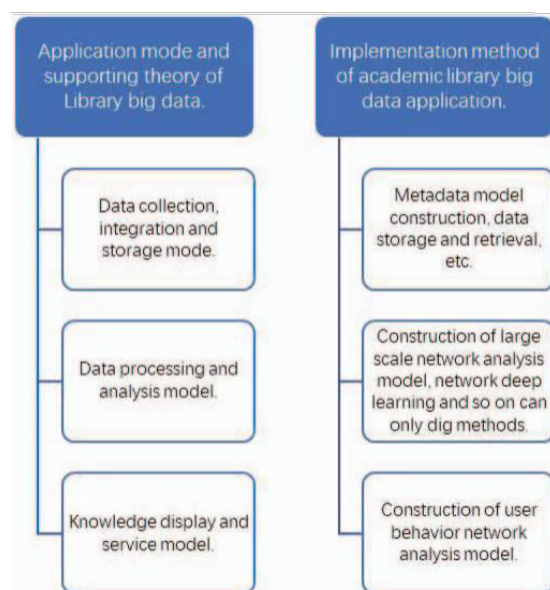 Application mode and
supporting theory of
Library big data.
Data collection,
integration and
storage mode.
Data processing and
analysis model.
Knowledge display and
service model.
Implementation method
of academic library big
data application.
Metadata model
construction, data
storage and retrieval,
etc.
Construction of large
scale network analysis
model, network deep
learning and so on can
only dig methods.
Construction of user
behavior network
analysis model.